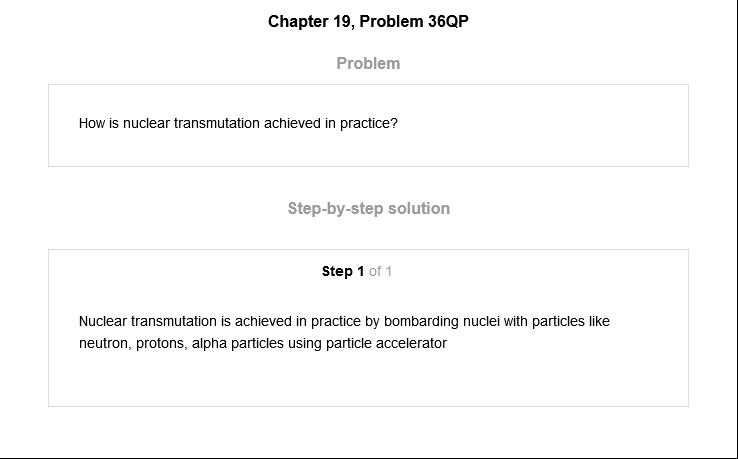 Chapter 19, Problem 36QP
Problem
How is nuclear transmutation achieved in practice?
Step-by-step solution
Step 1 of 1
Nuclear transmutation is achieved in practice by bombarding nuclei with particles like
neutron, protons, alpha particles using particle accelerator